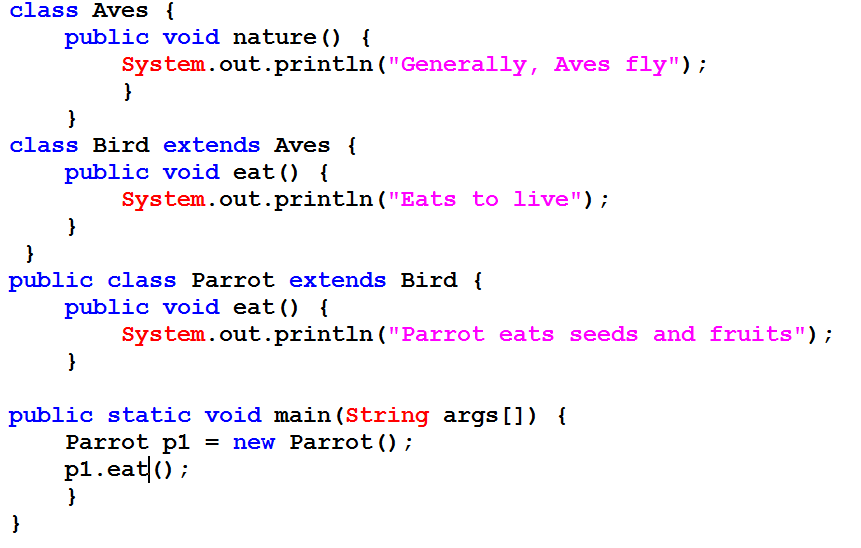 class Aves {
    public void nature() {
        System.out.println("Generally, Aves fly");
        }
    }
class Bird extends Aves {
    public void eat() {
        System.out.println("Eats to live");
    }
 }
public class Parrot extends Bird {
    public void eat() {
        System.out.println("Parrot eats seeds and fruits");
    }

public static void main(String args[]) {
    Parrot p1 = new Parrot();
    p1.eat();
    }
}